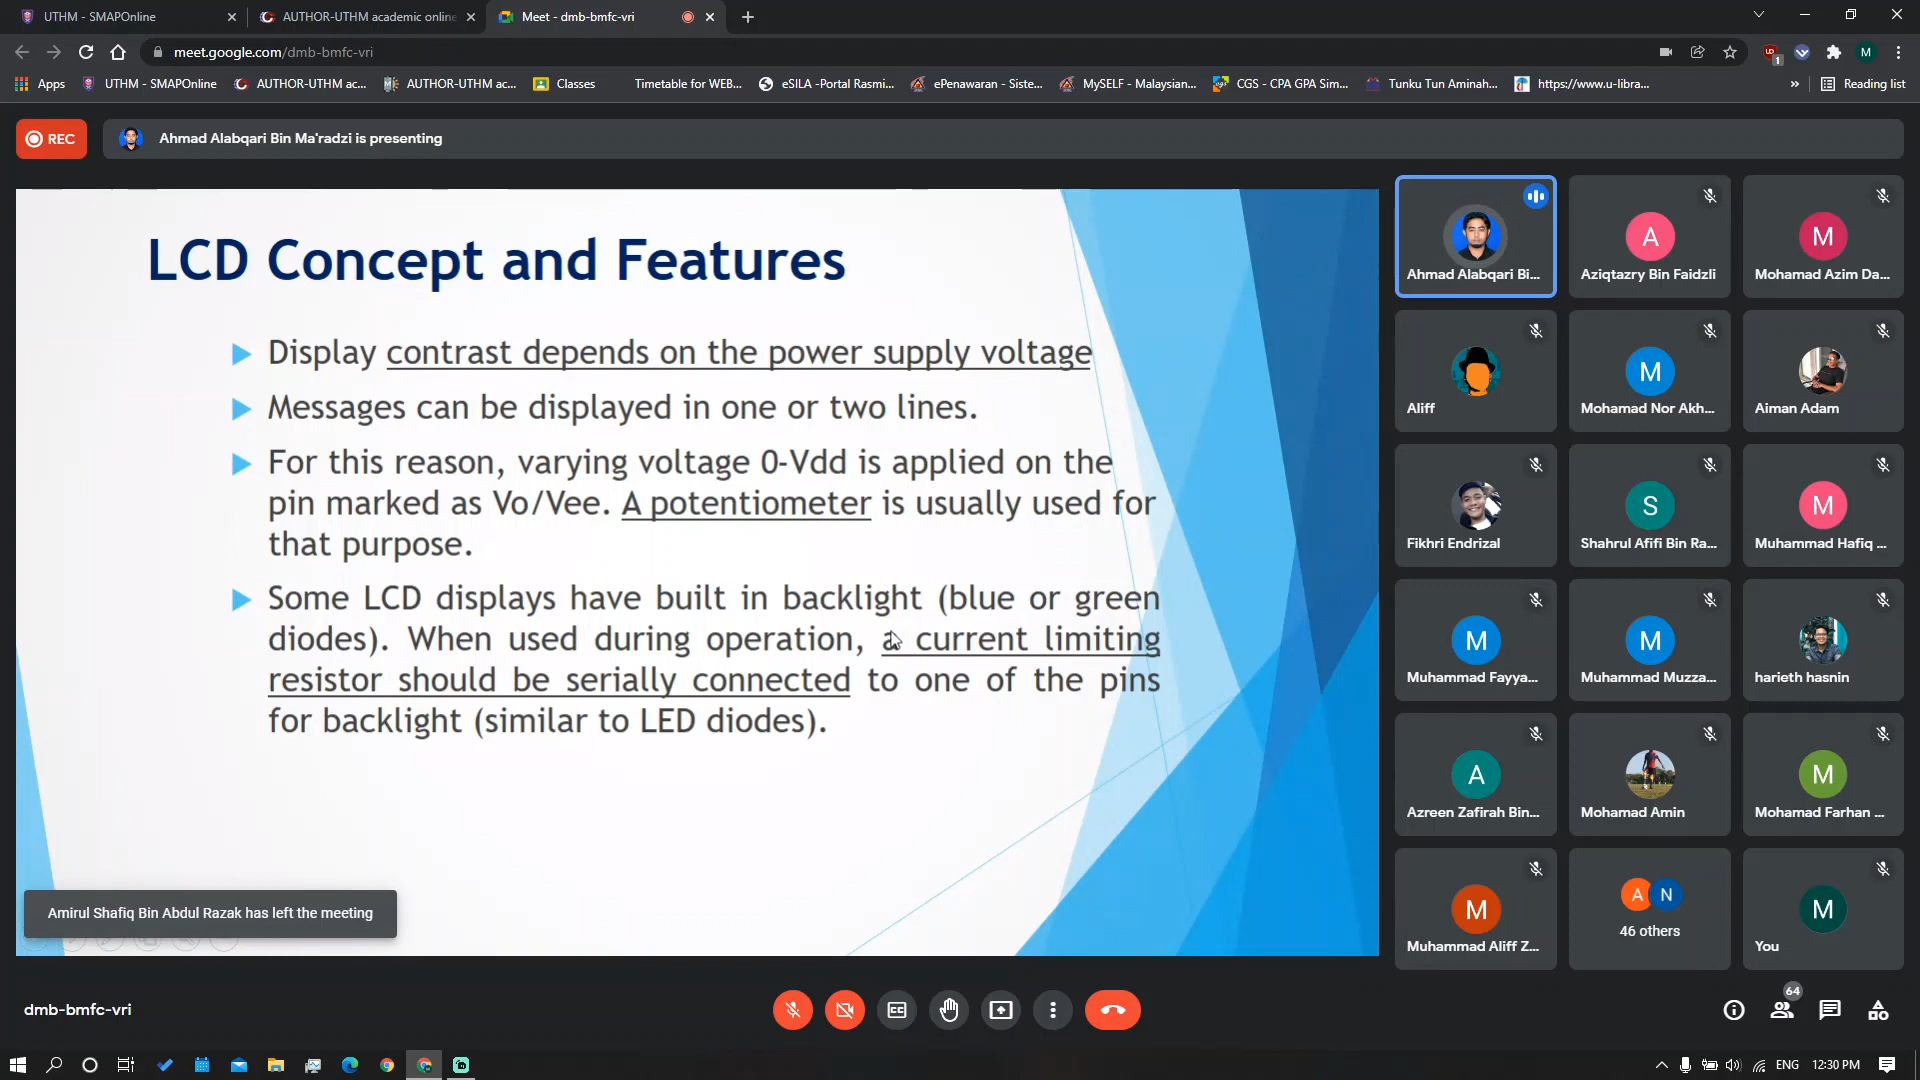 UTHM - SMAPOnline
AUTHOR-UTHM academic online
Meet - dmb-bmfc-vri
meet.google.com/dmb-bmfc-vri
M
1
Apps
UTHM - SMAPOnline
AUTHOR-UTHM ac...
AUTHOR-UTHM ac...
Classes
Timetable for WEB...
eSILA -Portal Rasmi...
ePenawaran - Siste...
MySELF - Malaysian...
CGS - CPA GPA Sim...
Tunku Tun Aminah...
https://www.u-libra...
»
Reading list
REC
Ahmad Alabqari Bin Ma'radzi is presenting
LCD Concept and Features
Display contrast depends on the power supply voltage
Messages can be displayed in one or two lines.
For this reason, varying voltage 0-Vdd is applied on the
pin marked as Vo/Vee. A potentiometer is usually used for
that purpose.
Some LCD displays have built in backlight (blue or green
diodes). When used during operation, a current limiting
resistor should be serially connected to one of the pins
for backlight (similar to LED diodes).
Amirul Shafiq Bin Abdul Razak has left the meeting
Ahmad Alabqari Bi...
A
Aziqtazry Bin Faidzli
M
Mohamad Azim Da...
Aliff
M
Mohamad Nor Akh...
Aiman Adam
Fikhri Endrizal
S
Shahrul Afifi Bin Ra...
M
Muhammad Hafiq ...
M
Muhammad Fayya...
M
Muhammad Muzza...
harieth hasnin
A
Azreen Zafirah Bin...
Mohamad Amin
M
Mohamad Farhan ...
M
Muhammad Aliff Z...
A N
46 others
M
You
dmb-bmfc-vri
CC
64
ENG
12:30 PM